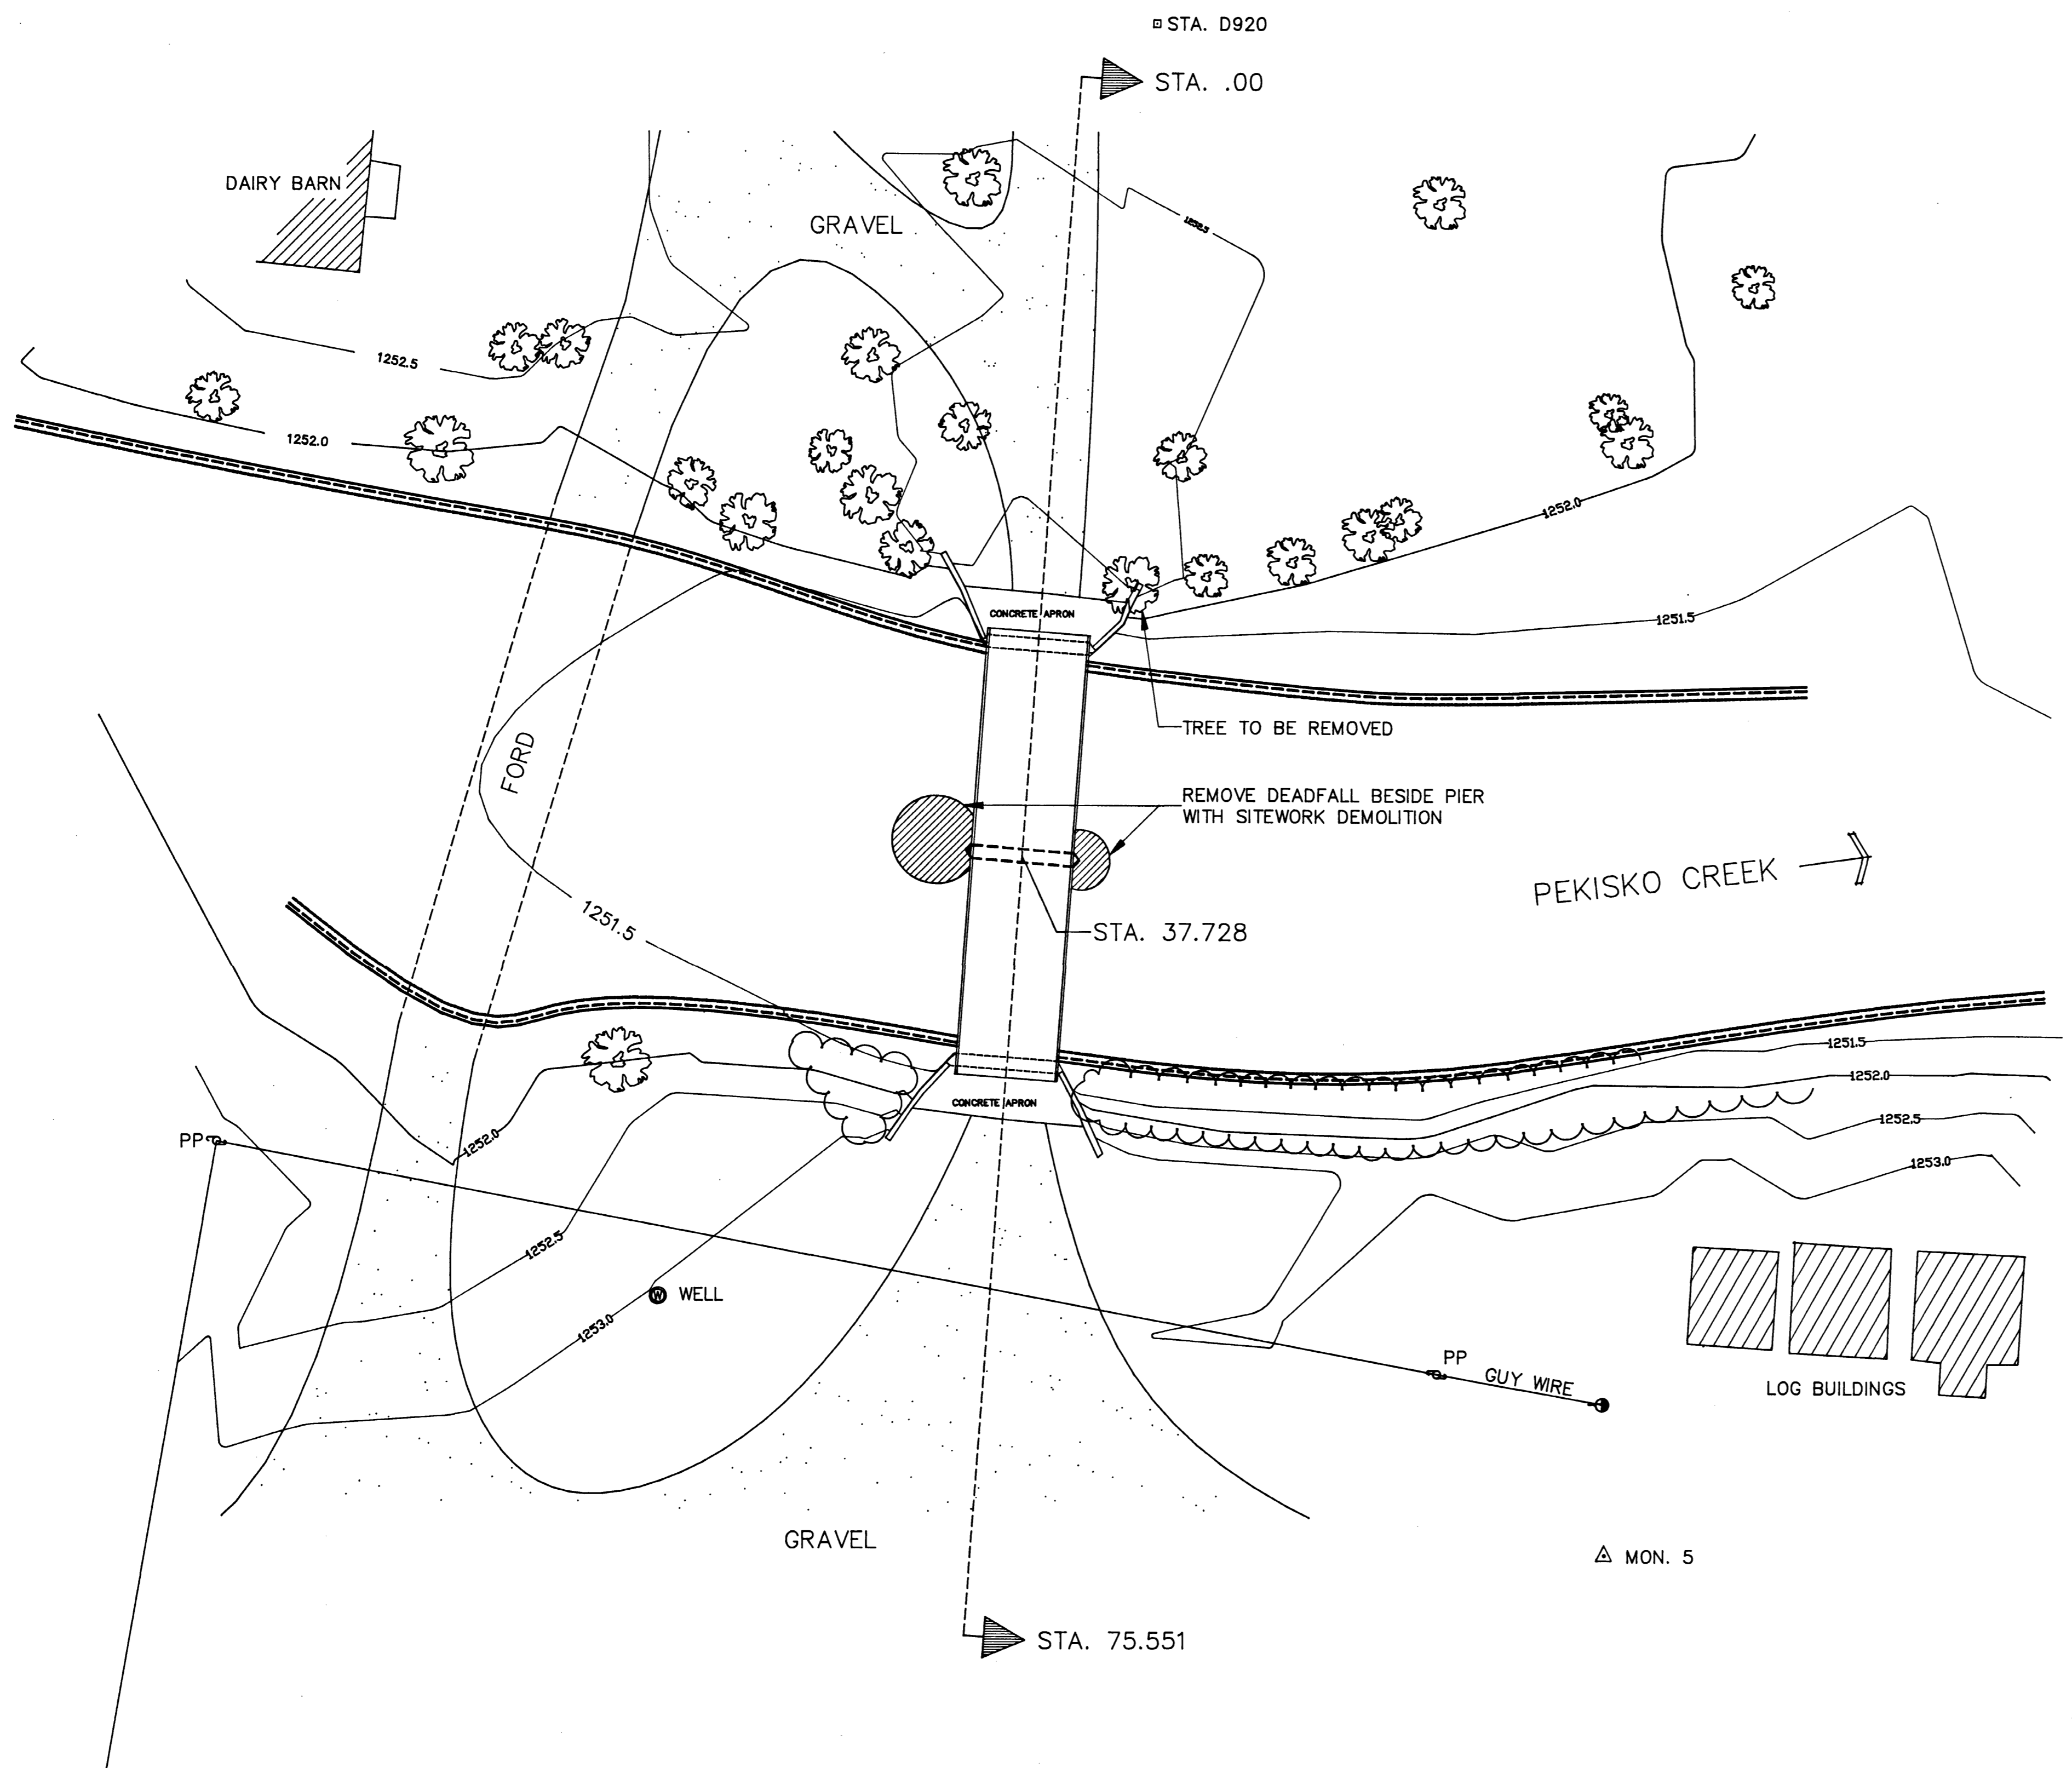 STA. D920
STA. .00
DAIRY BARN
GRAVEL
1252.5
1252.5
1252.0
1252.0
CONCRETE APRON
1251.5
TREE TO BE REMOVED
FORD
REMOVE DEADFALL BESIDE PIER
WITH SITEWORK DEMOLITION
PEKISKO CREEK
1251.5
STA. 37.728
1251.5
1252.0
CONCRETE APRON
1252.5
PP
1252.0
1253.0
1252.5
WELL
1253.0
PP
GUY WIRE
LOG BUILDINGS
GRAVEL
MON. 5
STA. 75.551
W